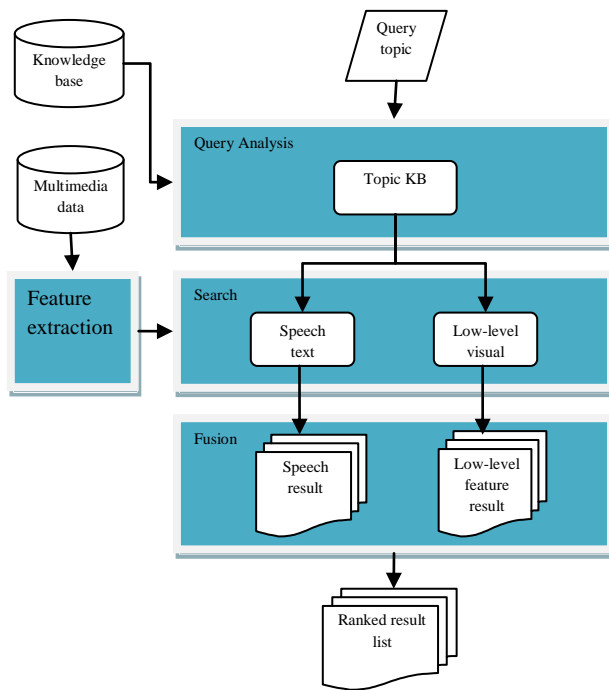 Query
topic
Knowledge
base
Query Analysis
Topic KB
Multimedia
data
Feature
extraction
Search
Speech
text
Low-level
visual
Fusion
Speech
result
Low-level
feature
result
Ranked result
list